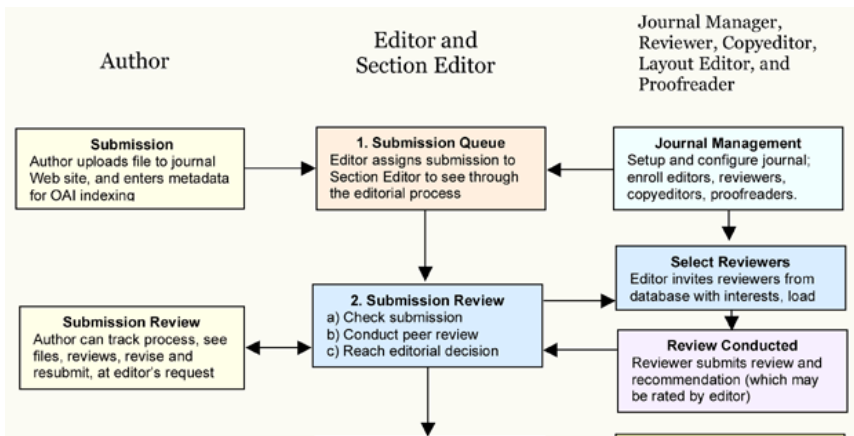 Author
Editor and
Section Editor
Journal Manager,
Reviewer, Copyeditor,
Layout Editor, and
Proofreader
Submission
Author uploads file to journal
Web site, and enters metadata
for OAI indexing
1. Submission Queue
Editor assigns submission to
Section Editor to see through
the editorial process
Journal Management
Setup and configure journal;
enroll editors, reviewers,
copyeditors, proofreaders.
Select Reviewers
Editor invites reviewers from
database with interests, load
2. Submission Review
a) Check submission
b) Conduct peer review
c) Reach editorial decision
Submission Review
Author can track process, see
files, reviews, revise and
resubmit, at editor's request
Review Conducted
Reviewer submits review and
recommendation (which may
be rated by editor)